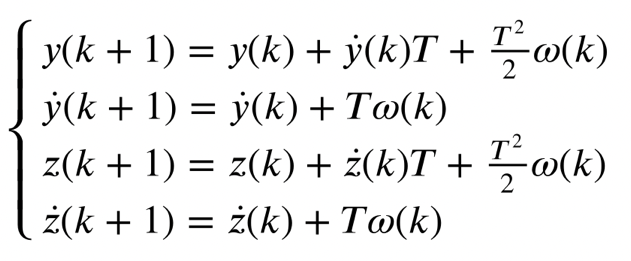 y(k + 1) = y(k) + ẏ(k)T + T²/2 ω(k)
ẏ(k + 1) = ẏ(k) + Tω(k)
z(k + 1) = z(k) + ż(k)T + T²/2 ω(k)
ż(k + 1) = ż(k) + Tω(k)